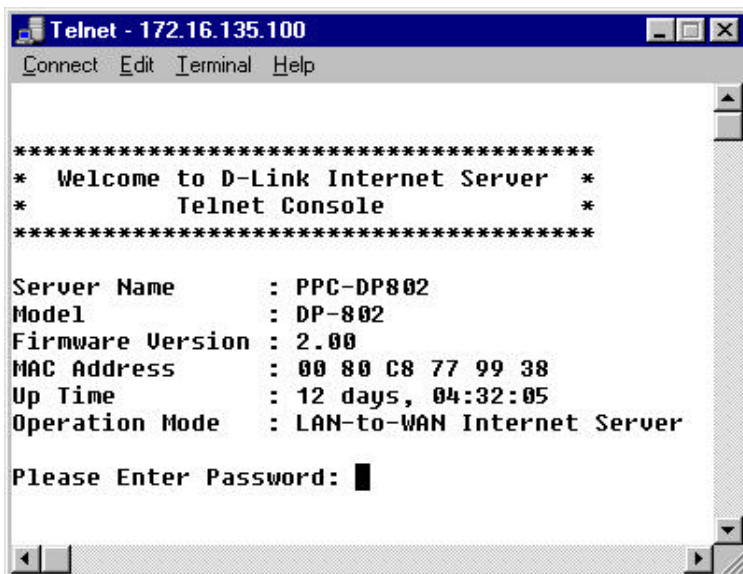 Telnet - 172.16.135.100
Connect Edit Terminal Help
****************************************
* Welcome to D-Link Internet Server *
* Telnet Console *
****************************************
Server Name : PPC-DP802
Model : DP-802
Firmware Version : 2.00
MAC Address : 00 80 C8 77 99 38
Up Time : 12 days, 04:32:05
Operation Mode : LAN-to-WAN Internet Server
Please Enter Password: